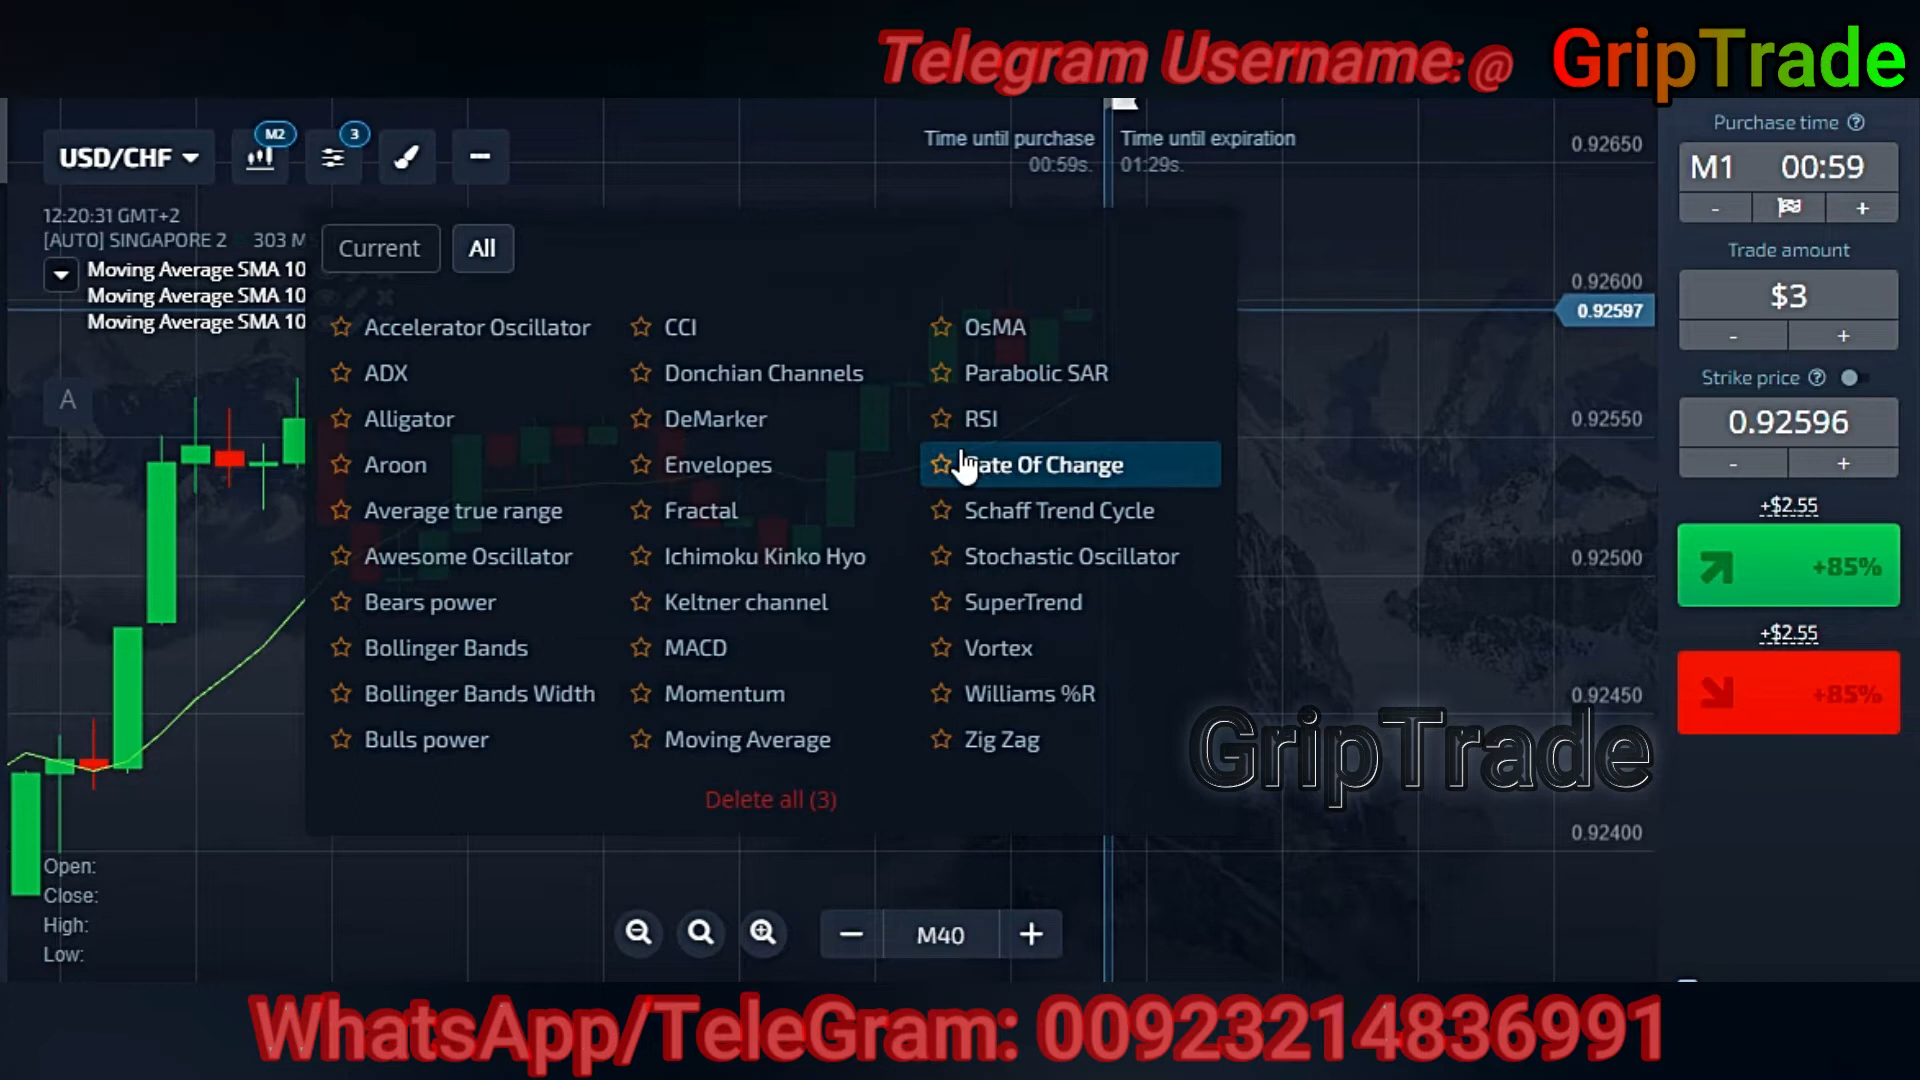 Telegram Username:@ GripTrade
USD/CHF
M2
3
Time until purchase
00:59s.
Time until expiration
01:29s.
12:20:31 GMT+2
[AUTO] SINGAPORE 2 303 M
Moving Average SMA 10
Moving Average SMA 10
Moving Average SMA 10
A
Current
All
Accelerator Oscillator
ADX
Alligator
Aroon
Average true range
Awesome Oscillator
Bears power
Bollinger Bands
Bollinger Bands Width
Bulls power
CCI
Donchian Channels
DeMarker
Envelopes
Fractal
Ichimoku Kinko Hyo
Keltner channel
MACD
Momentum
Moving Average
OsMA
Parabolic SAR
RSI
ate Of Change
Schaff Trend Cycle
Stochastic Oscillator
SuperTrend
Vortex
Williams %R
Zig Zag
Delete all (3)
Open:
Close:
High:
Low:
M40
0.92650
0.92600
0.92597
0.92550
0.92500
0.92450
0.92400
Purchase time ?
M1 00:59
- +
Trade amount
$3
- +
Strike price ?
0.92596
- +
+$2.55
+85%
+$2.55
+85%
GripTrade
WhatsApp/TeleGram: 00923214836991